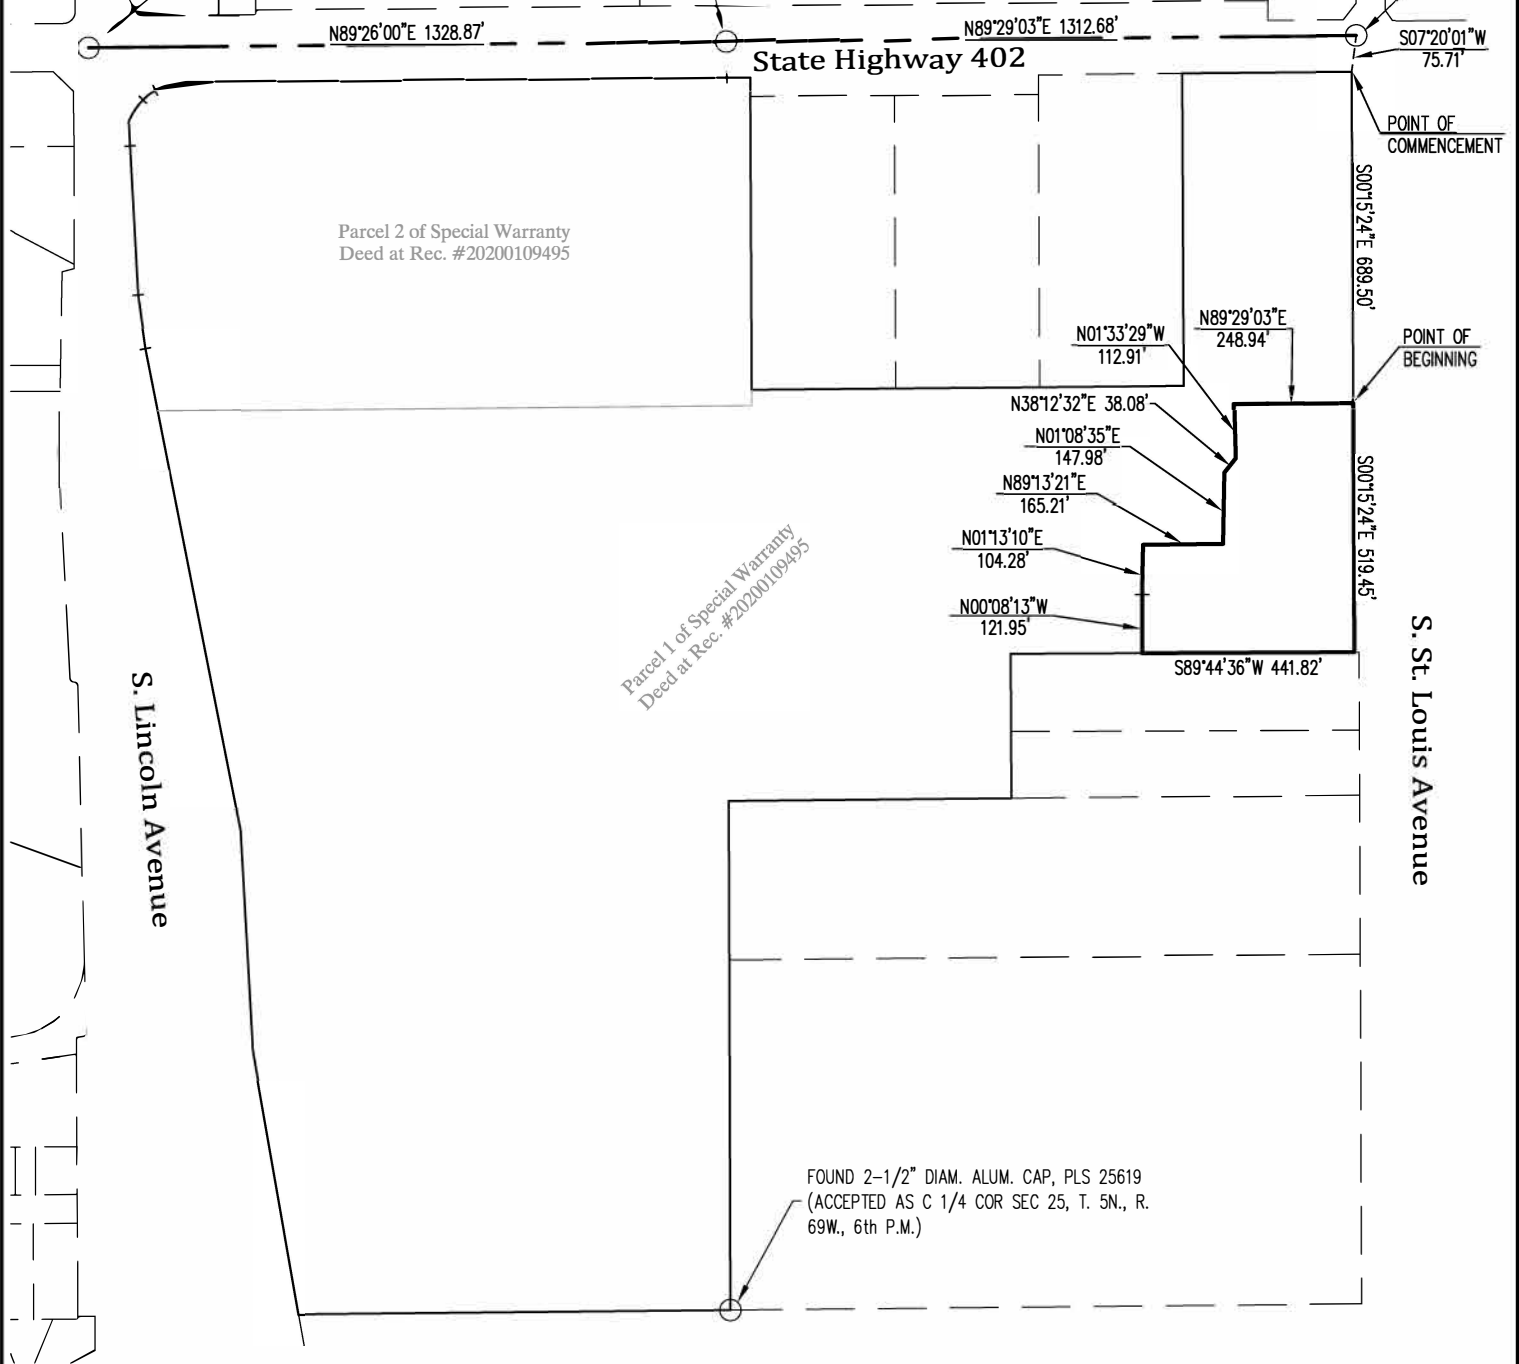 N89°26'00"E 1328.87'
N89°29'03"E 1312.68'
State Highway 402
S07°20'01"W
75.71'
POINT OF
COMMENCEMENT
S00°15'24"E 689.50'
Parcel 2 of Special Warranty
Deed at Rec. #20200109495
N89°29'03"E
248.94'
N01°33'29"W
112.91'
POINT OF
BEGINNING
N38°12'32"E 38.08'
N01°08'35"E
147.98'
N89°13'21"E
165.21'
S00°15'24"E 519.45'
N01°13'10"E
104.28'
N00°08'13"W
121.95'
Parcel 1 of Special Warranty
Deed at Rec. #20200109495
S89°44'36"W 441.82'
S. Lincoln Avenue
S. St. Louis Avenue
FOUND 2-1/2" DIAM. ALUM. CAP, PLS 25619
(ACCEPTED AS C 1/4 COR SEC 25, T. 5N., R.
69W., 6th P.M.)